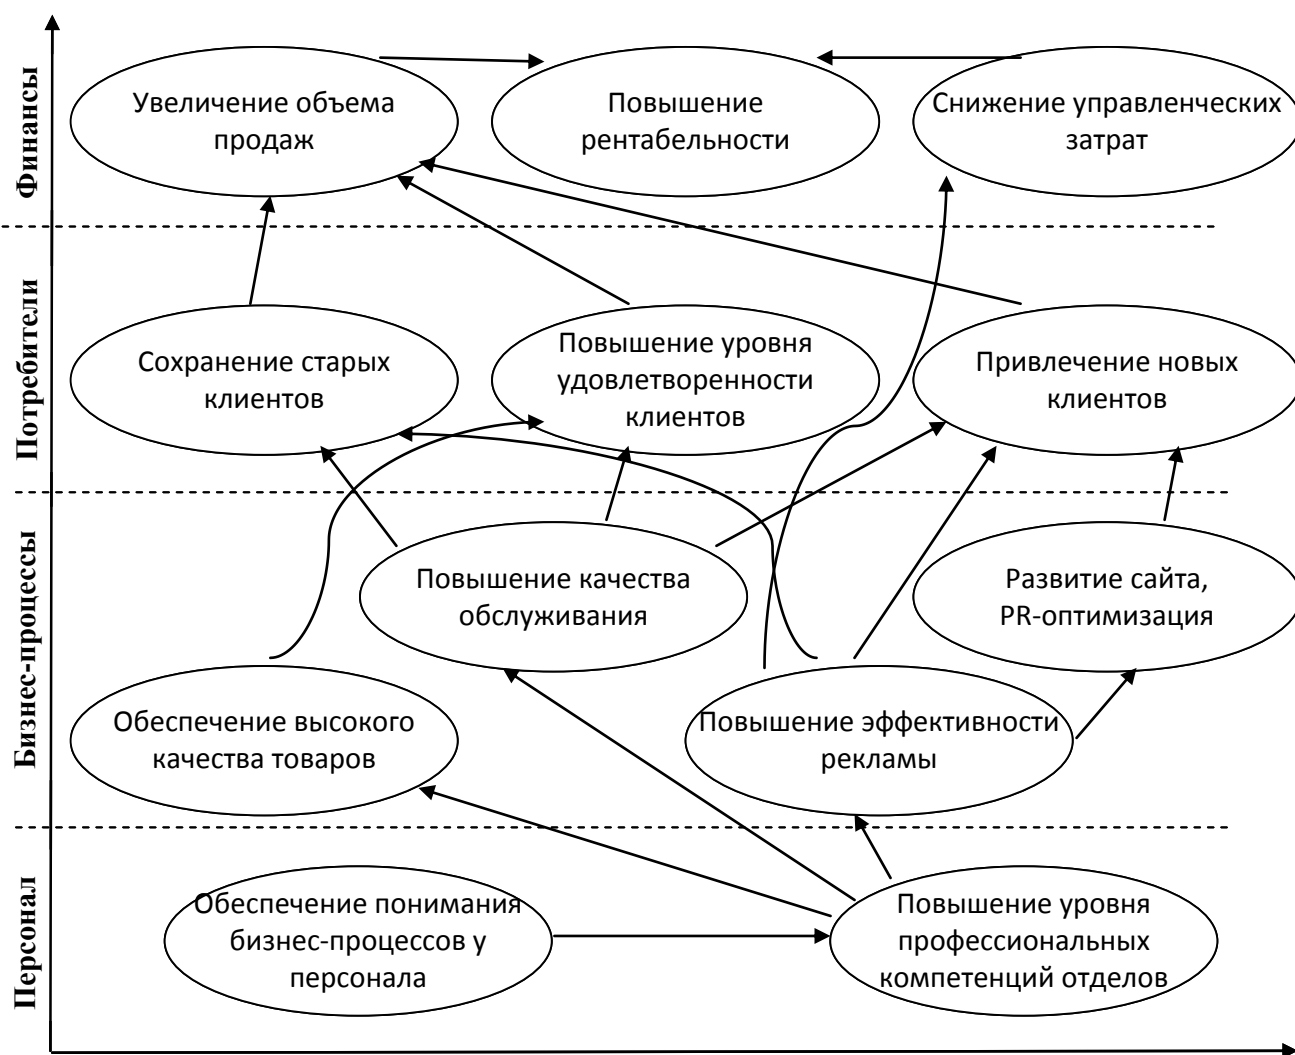 Финансы
Увеличение объема
продаж
Повышение
рентабельности
Снижение управленческих
затрат
Потребители
Сохранение старых
клиентов
Повышение уровня
удовлетворенности
клиентов
Привлечение новых
клиентов
Бизнес-процессы
Повышение качества
обслуживания
Развитие сайта,
PR-оптимизация
Обеспечение высокого
качества товаров
Повышение эффективности
рекламы
Персонал
Обеспечение понимания
бизнес-процессов у
персонала
Повышение уровня
профессиональных
компетенций отделов